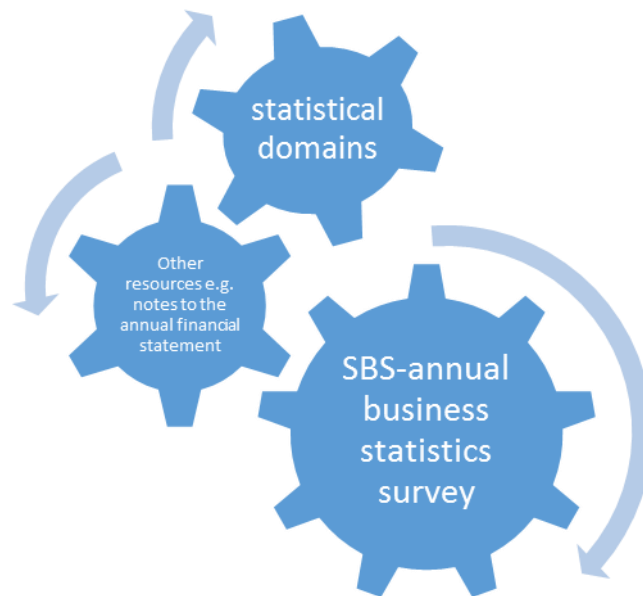 statistical
domains
Other
resources e.g.
notes to the
annual financial
statement
SBS-annual
business
statistics
survey